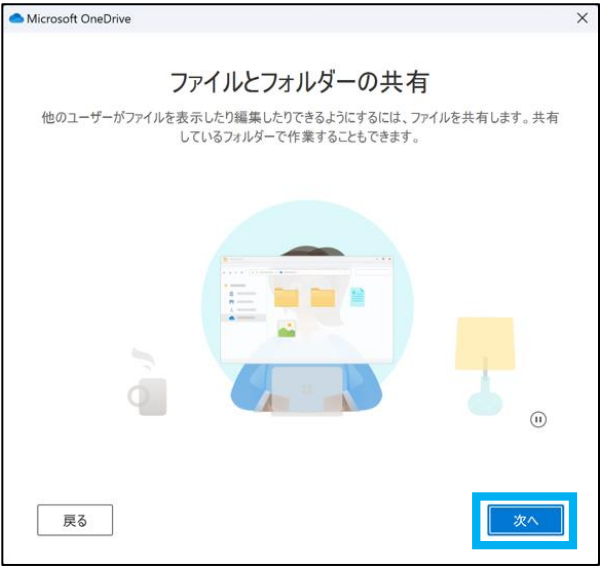 Microsoft OneDrive
ファイルとフォルダーの共有
他のユーザーがファイルを表示したり編集したりできるようにするには、ファイルを共有します。共有
しているフォルダーで作業することもできます。
戻る
次へ